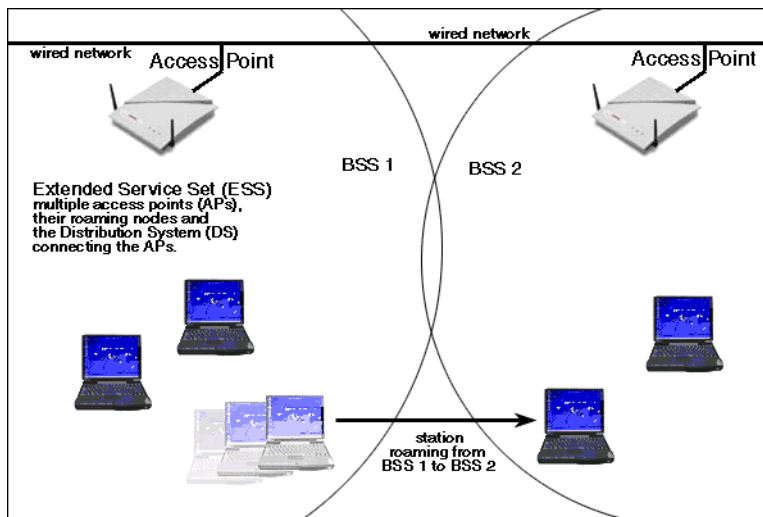 wired network
wired network
Access Point
Access Point
BSS 1
BSS 2
Extended Service Set (ESS)
multiple access points (APs),
their roaming nodes and
the Distribution System (DS)
connecting the APs.
station
roaming from
BSS 1 to BSS 2